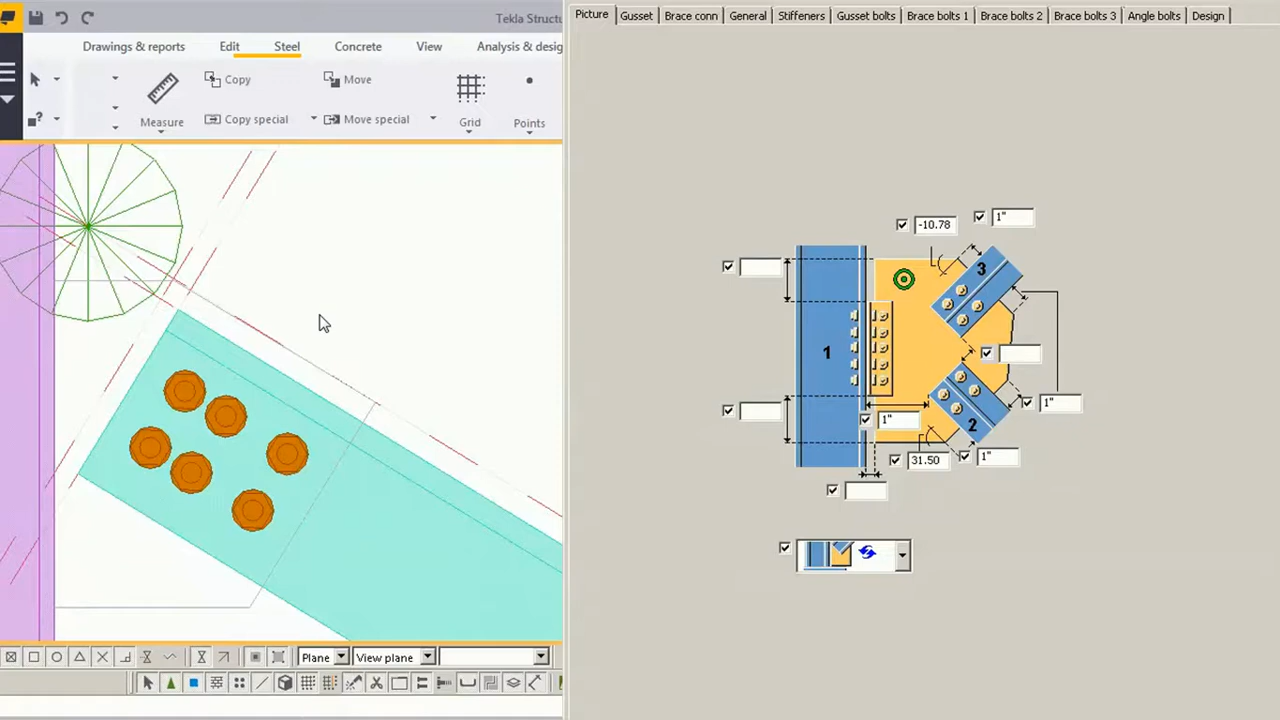 Tekla Structu
Drawings & reports
Edit
Steel
Concrete
View
Analysis & desig
Measure
Copy
Copy special
Move
Move special
Grid
Points
Plane
View plane
Picture
Gusset
Brace conn
General
Stiffeners
Gusset bolts
Brace bolts 1
Brace bolts 2
Brace bolts 3
Angle bolts
Design
-10.78
1"
3
1
1"
1"
2
31.50
1"